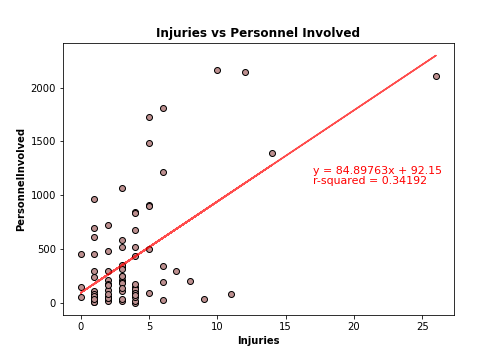 Injuries vs Personnel Involved
2000
1500
1000
500
0
PersonnelInvolved
y = 84.89763x + 92.15
r-squared = 0.34192
0 5 10 15 20 25
Injuries